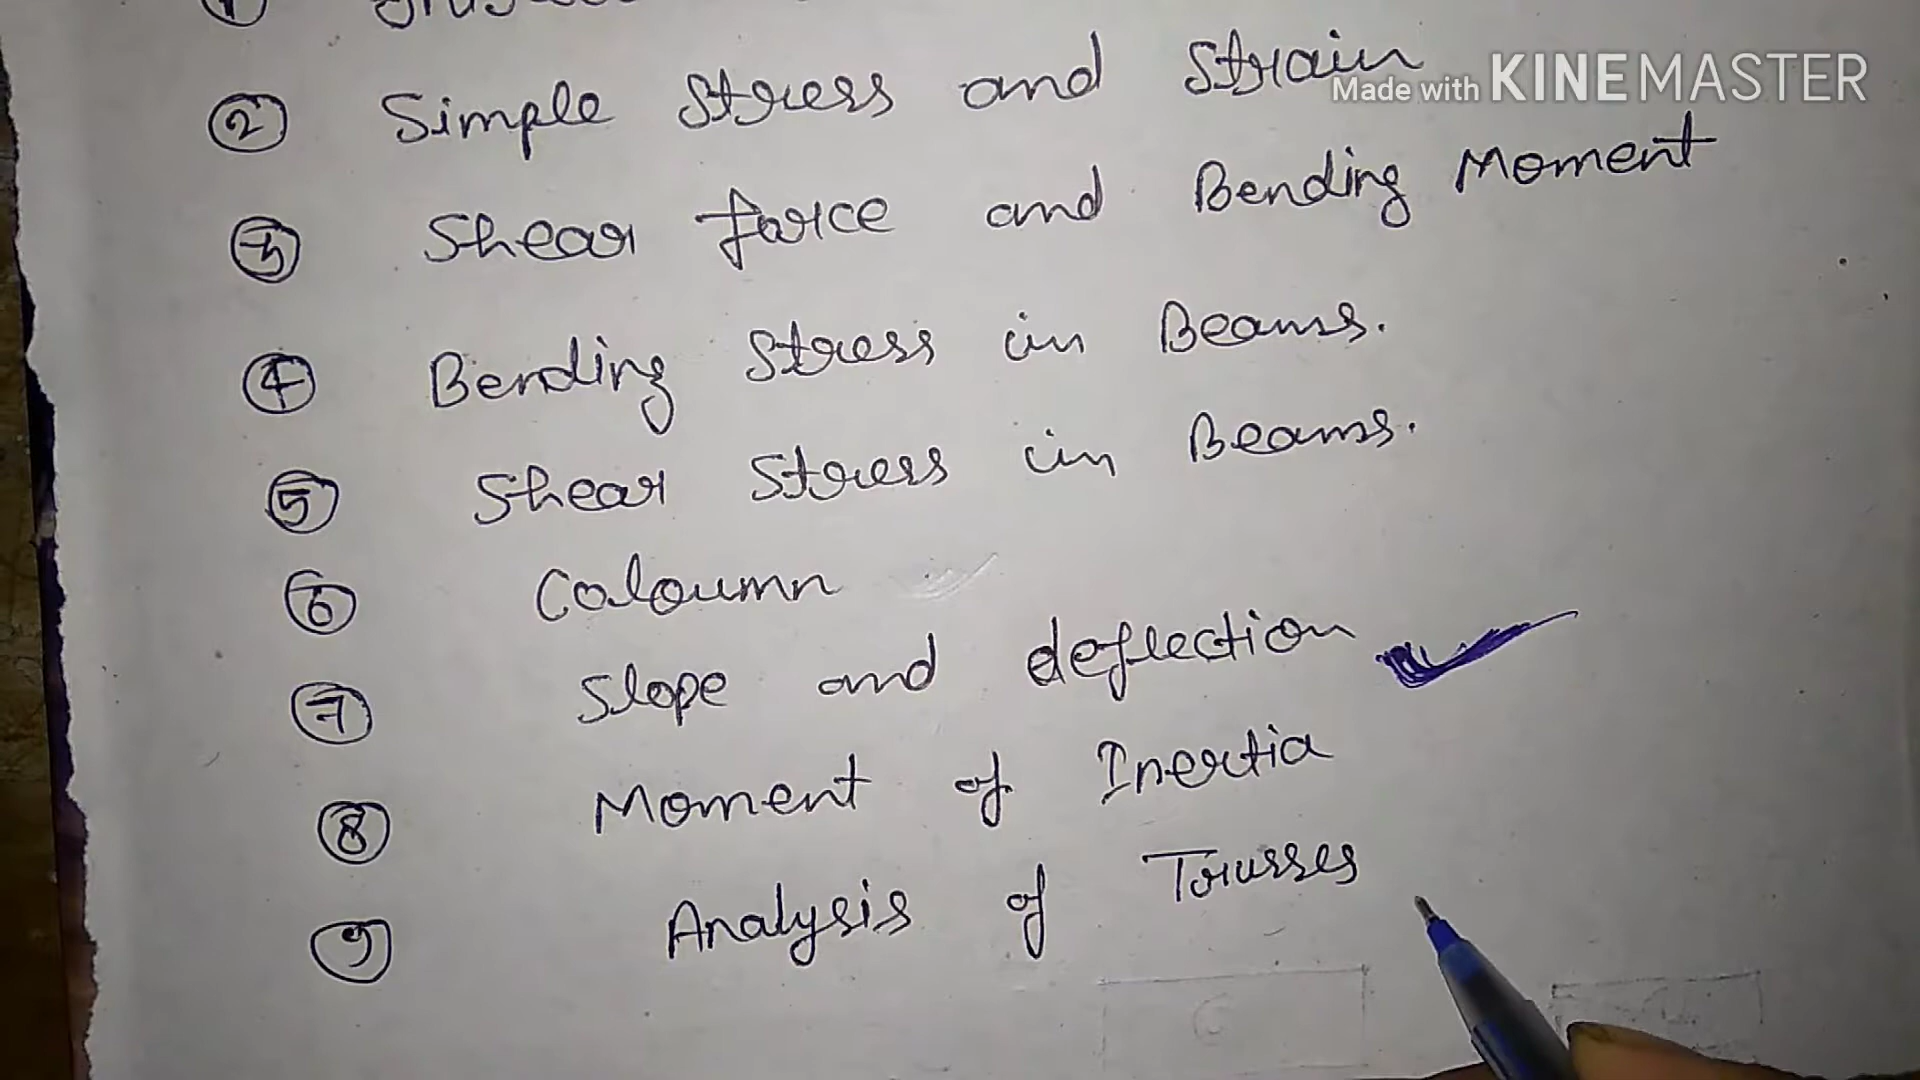 ①
② Simple Stress and Strain
Made with KINEMASTER
③ Shear force and Bending Moment
④ Bending Stress in Beams.
⑤ Shear Stress in Beams.
⑥ Coloumn
⑦ Slope and deflection
⑧ Moment of Inertia
⑨ Analysis of Trusses